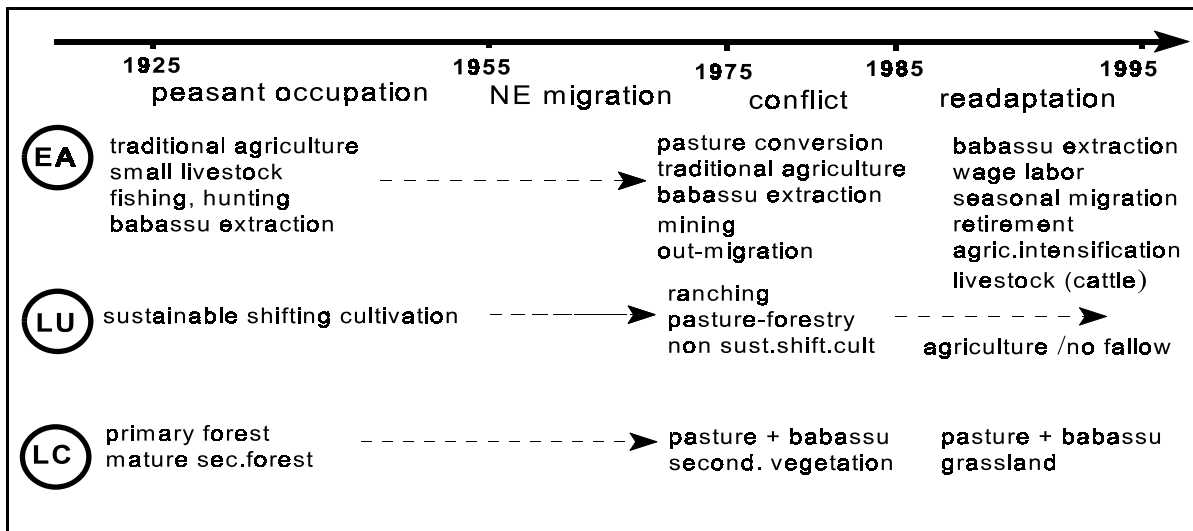 1925 1955 1975 1985 1995
peasant occupation NE migration conflict readaptation
EA
traditional agriculture
small livestock
fishing, hunting
babassu extraction
pasture conversion
traditional agriculture
babassu extraction
mining
out-migration
babassu extraction
wage labor
seasonal migration
retirement
agric.intensification
livestock (cattle)
LU
sustainable shifting cultivation
ranching
pasture-forestry
non sust.shift.cult
agriculture /no fallow
LC
primary forest
mature sec.forest
pasture + babassu
second. vegetation
pasture + babassu
grassland